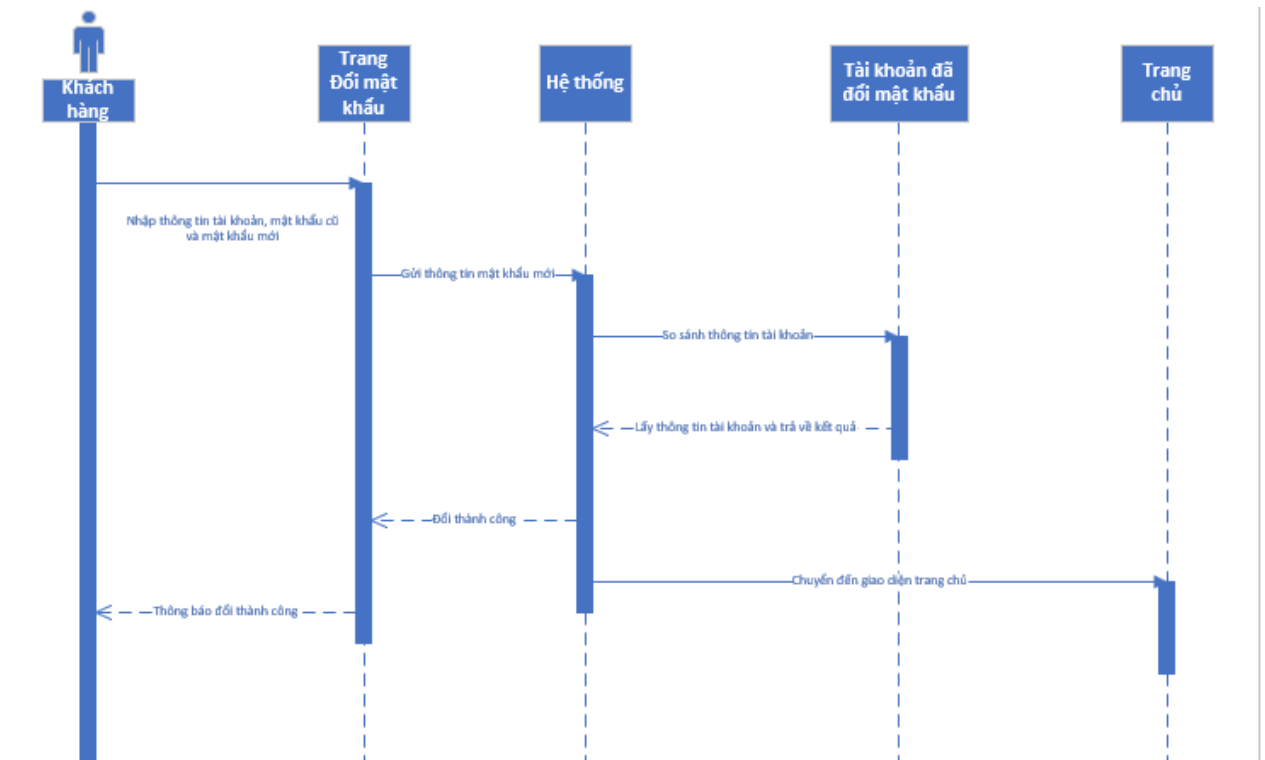 Khách
hàng
Trang
Đổi mật
khẩu
Hệ thống
Tài khoản đã
đổi mật khẩu
Trang
chủ
Nhập thông tin tài khoản, mật khẩu cũ
và mật khẩu mới
Gửi thông tin mật khẩu mới
So sánh thông tin tài khoản
Lấy thông tin tài khoản và trả về kết quả
Đổi thành công
Chuyển đến giao diện trang chủ
Thông báo đổi thành công